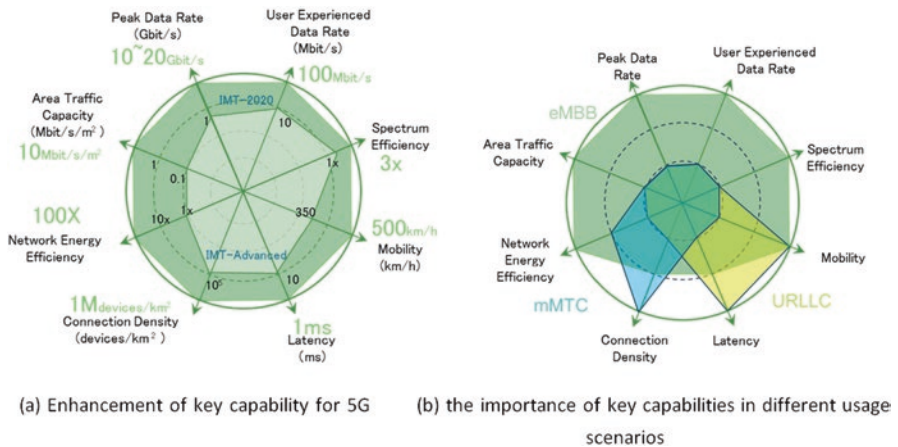 Peak Data Rate
(Gbit/s)
10~20Gbit/s
User Experienced
Data Rate
(Mbit/s)
100Mbit/s
Area Traffic
Capacity
(Mbit/s/m²)
10Mbit/s/m²
IMT-2020
1
10
Spectrum
Efficiency
3x
1x
1
0.1
100X
Network Energy
Efficiency
10x
1x
350
500km/h
Mobility
(km/h)
IMT-Advanced
10⁵
10
1Mdevices/km²
Connection Density
(devices/km²)
1ms
Latency
(ms)
Peak Data
Rate
User Experienced
Data Rate
eMBB
Area Traffic
Capacity
Spectrum
Efficiency
Network
Energy
Efficiency
Mobility
mMTC
URLLC
Connection
Density
Latency
(a) Enhancement of key capability for 5G
(b) the importance of key capabilities in different usage
scenarios